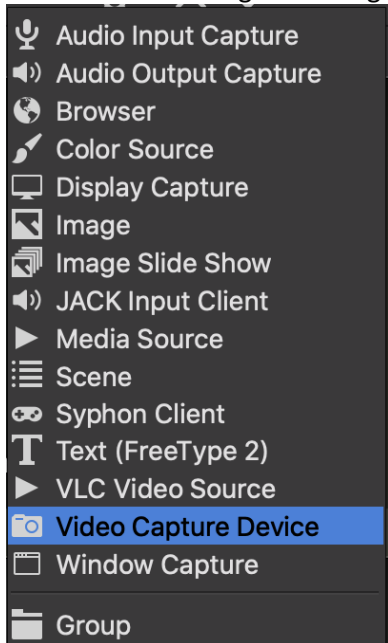 Audio Input Capture
Audio Output Capture
Browser
Color Source
Display Capture
Image
Image Slide Show
JACK Input Client
Media Source
Scene
Syphon Client
Text (FreeType 2)
VLC Video Source
Video Capture Device
Window Capture
Group